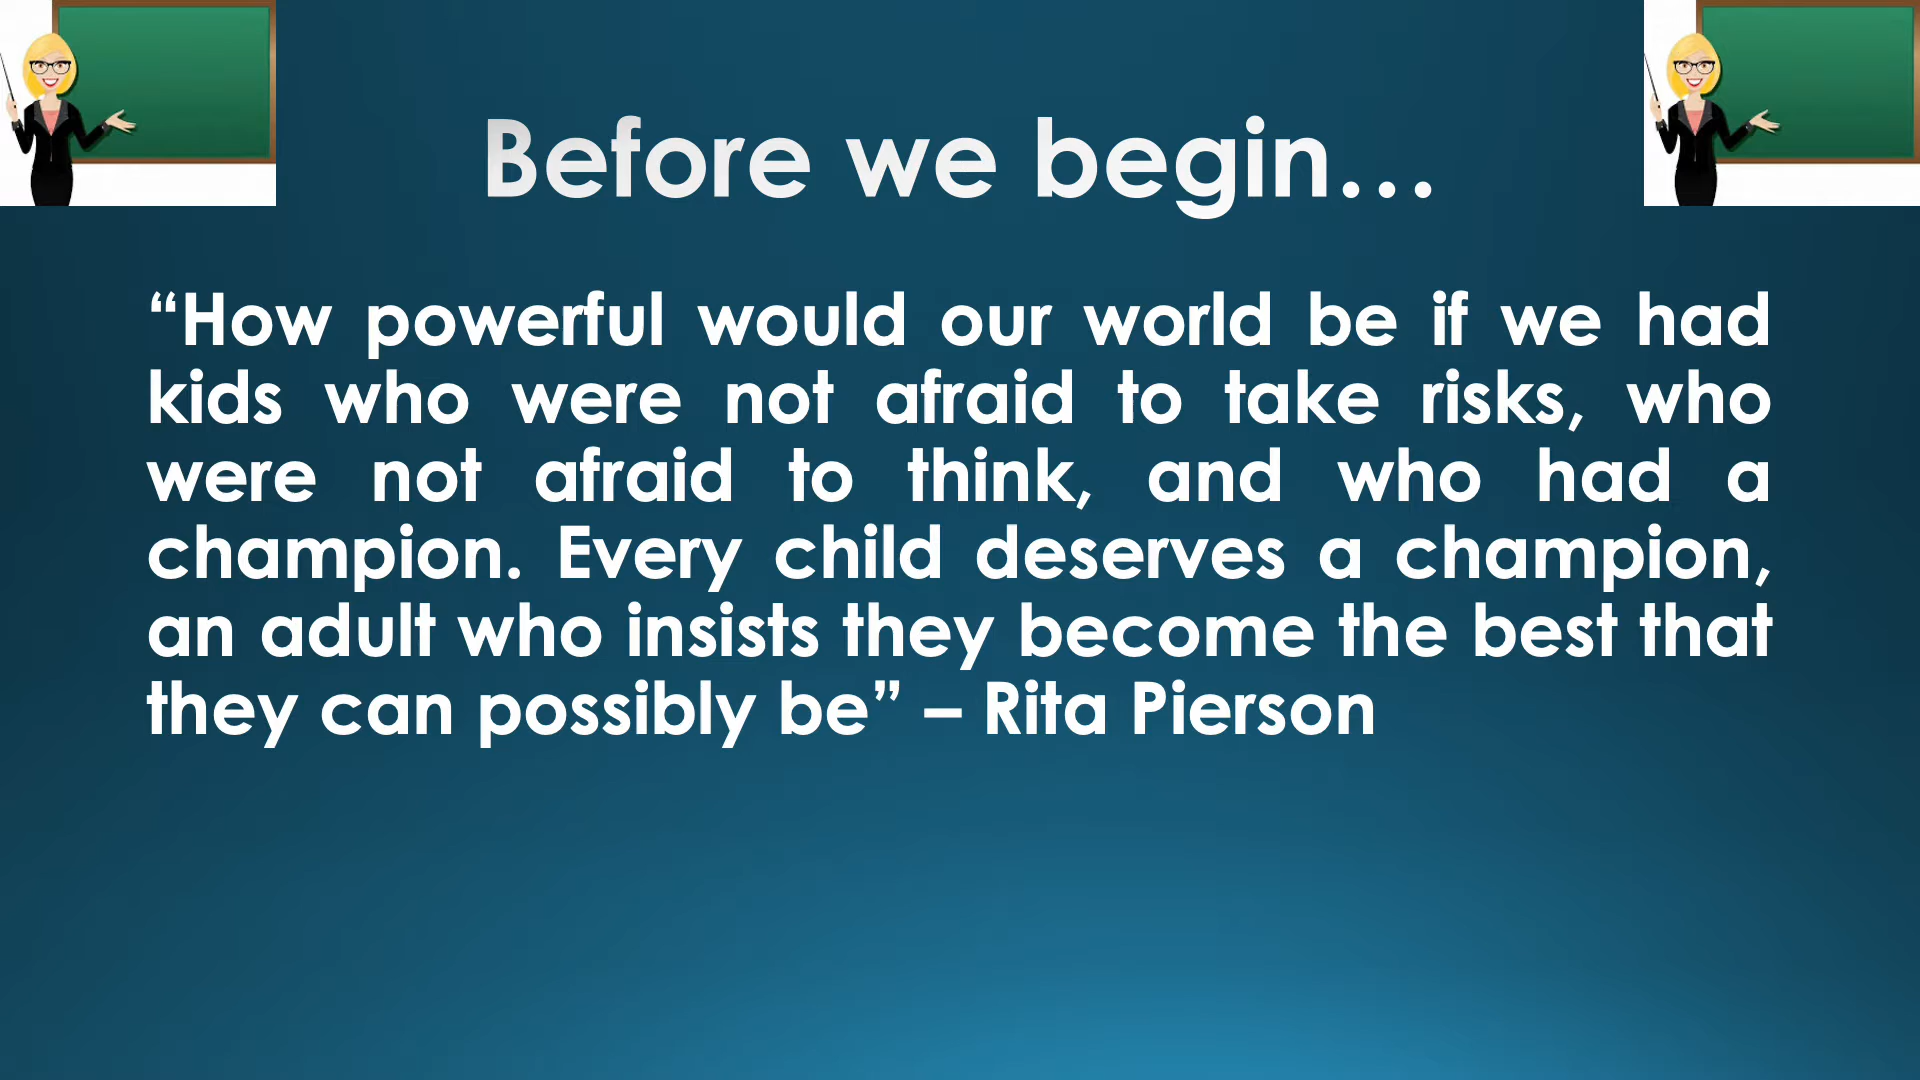 Before we begin…
“How powerful would our world be if we had
kids who were not afraid to take risks, who
were not afraid to think, and who had a
champion. Every child deserves a champion,
an adult who insists they become the best that
they can possibly be” – Rita Pierson